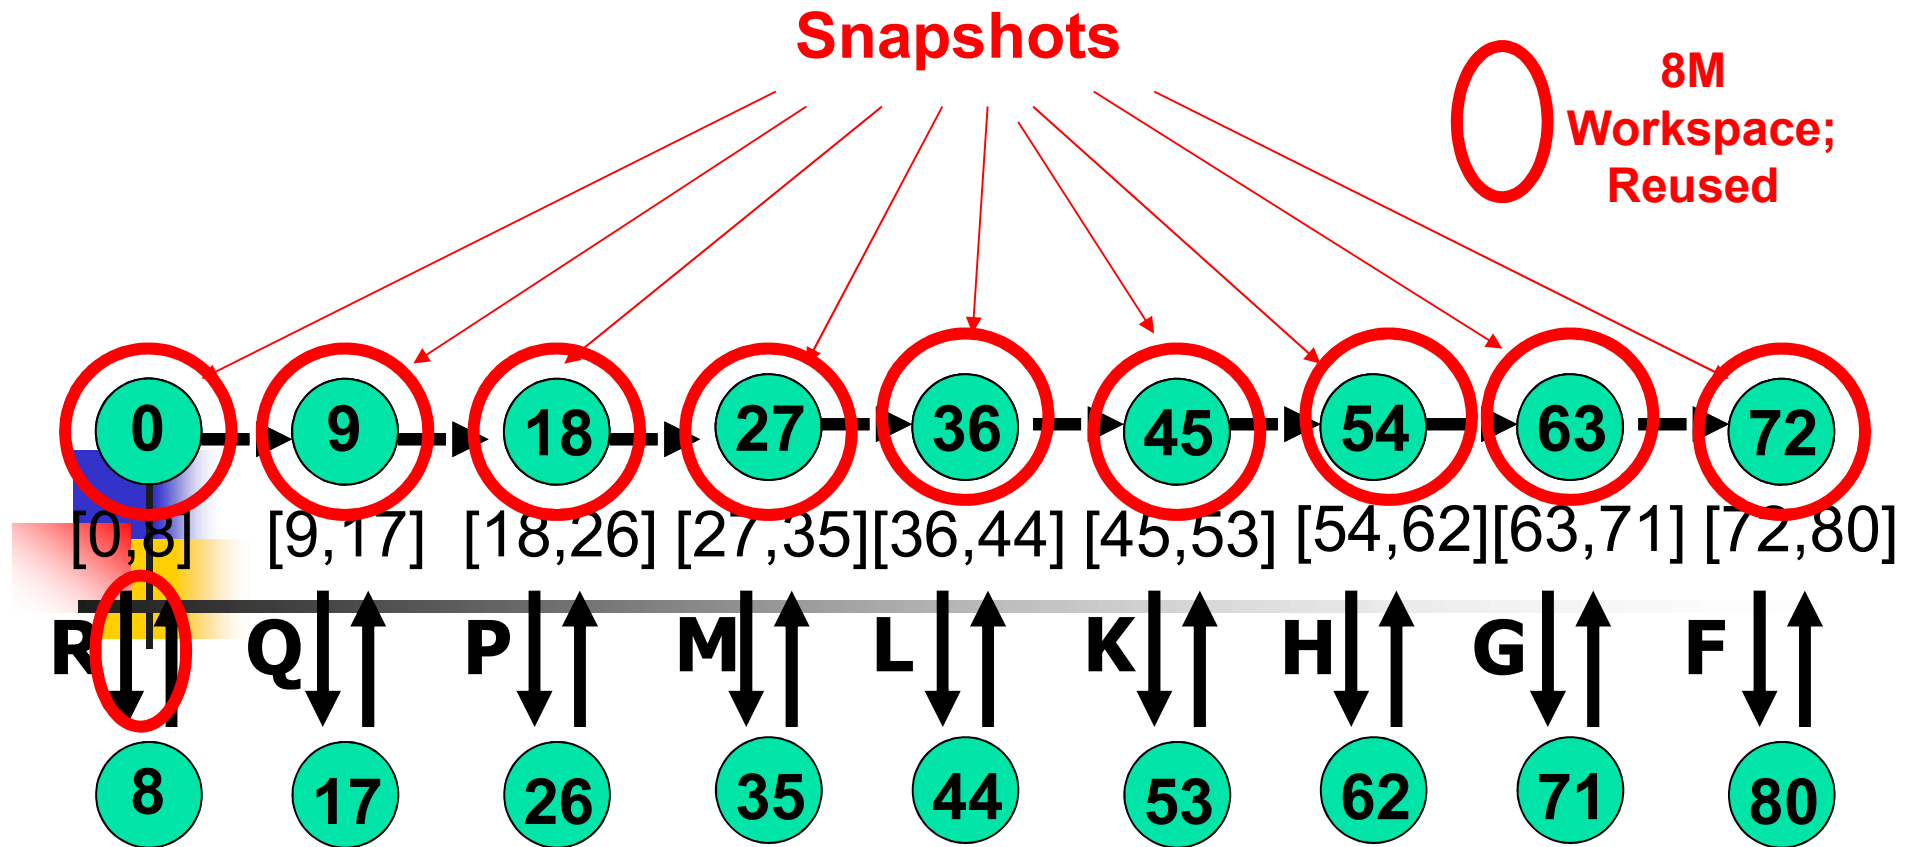 Snapshots
8M
Workspace;
Reused
0 9 18 27 36 45 54 63 72
[0,8] [9,17] [18,26] [27,35] [36,44] [45,53] [54,62] [63,71] [72,80]
R Q P M L K H G F
8 17 26 35 44 53 62 71 80